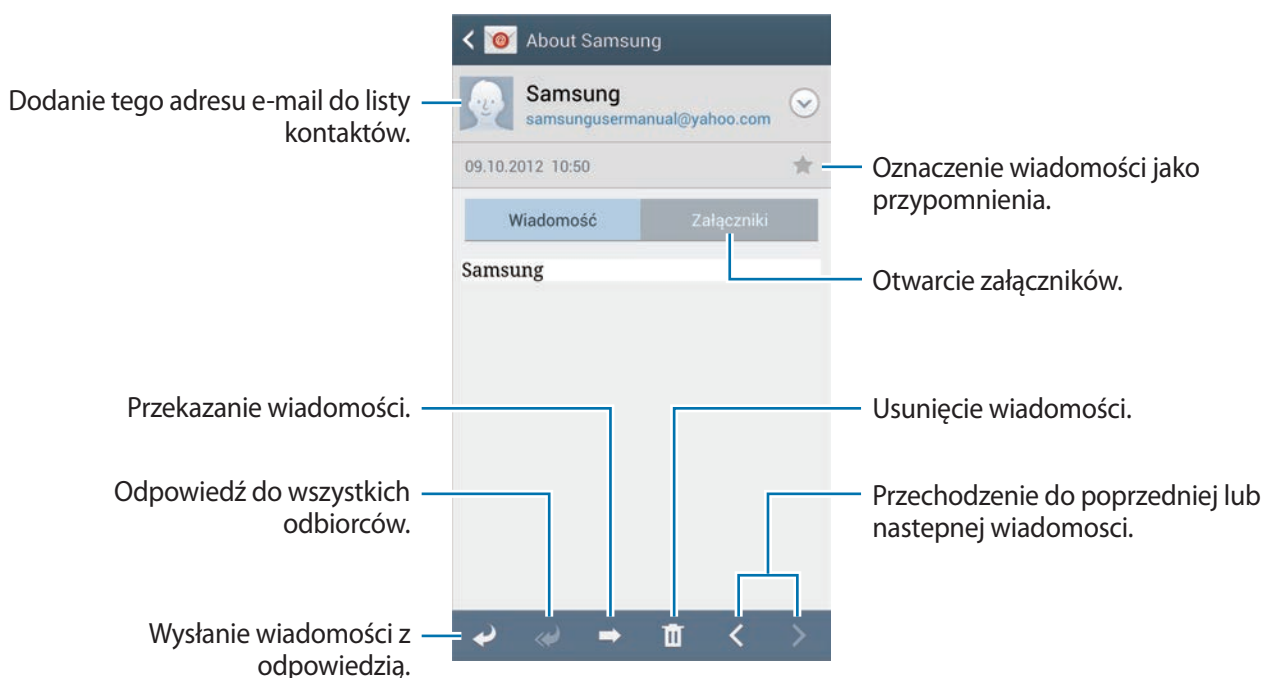 About Samsung
Dodanie tego adresu e-mail do listy
kontaktów.
Samsung
samsungusermanual@yahoo.com
09.10.2012 10:50
Oznaczenie wiadomości jako
przypomnienia.
Wiadomość
Załączniki
Samsung
Otwarcie załączników.
Przekazanie wiadomości.
Usunięcie wiadomości.
Odpowiedź do wszystkich
odbiorców.
Przechodzenie do poprzedniej lub
nastepnej wiadomosci.
Wysłanie wiadomości z
odpowiedzią.